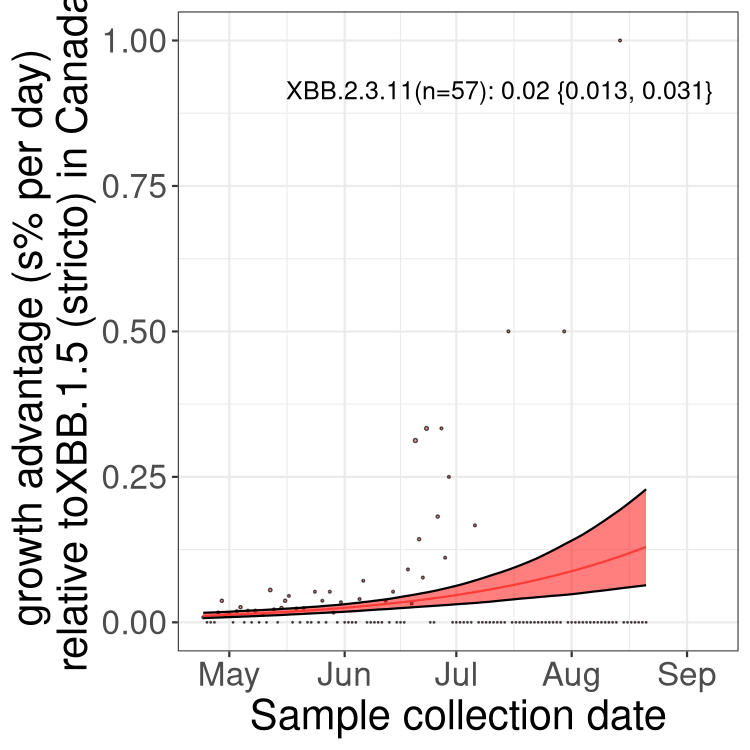 growth advantage (s% per day)
relative toXBB.1.5 (stricto) in Canada
1.00
0.75
0.50
0.25
0.00
XBB.2.3.11(n=57): 0.02 {0.013, 0.031}
May
Jun
Jul
Aug
Sep
Sample collection date